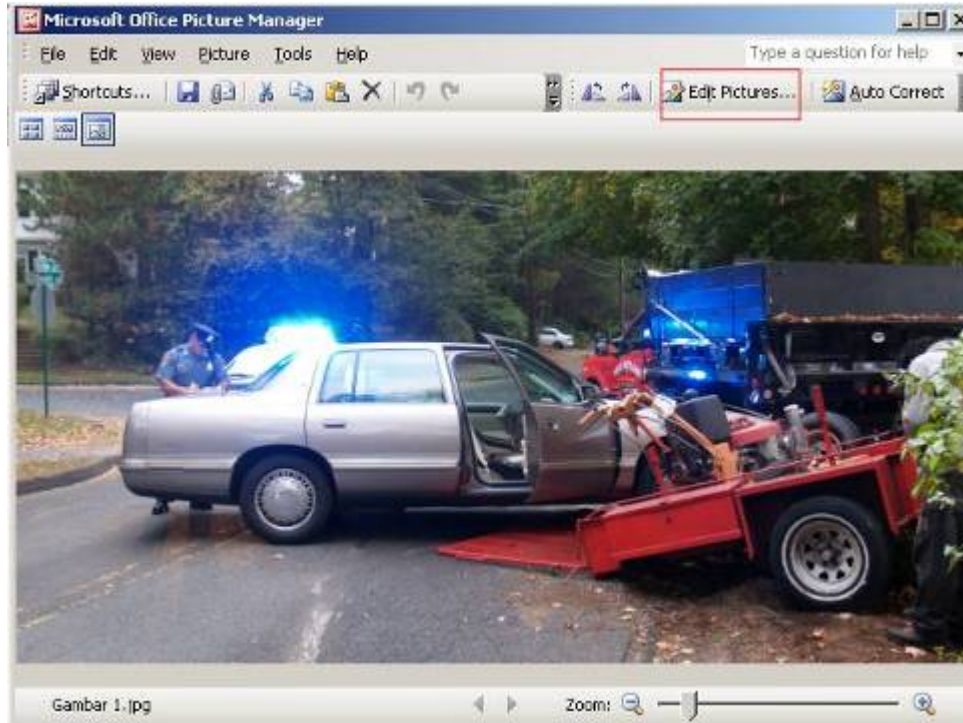 Microsoft Office Picture Manager
File Edit View Picture Tools Help Type a question for help
Shortcuts... Edit Pictures... Auto Correct
Gambar 1.jpg Zoom: